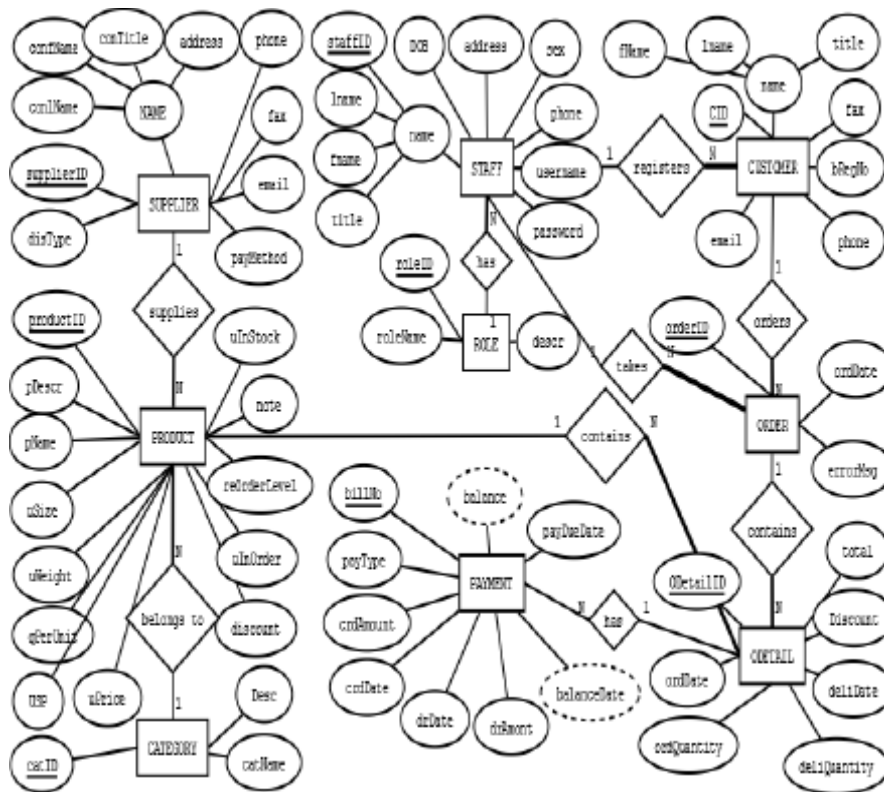 confName
conTitle
address
phone
conlName
NAME
fax
supplierID
SUPPLIER
email
disType
payMethod
1
supplies
N
staffID
DOB
address
sex
lname
name
phone
fname
STAFF
username
title
password
1
registers
N
fName
lname
title
name
CID
fax
CUSTOMER
bRegNo
email
phone
N
has
1
roleID
roleName
ROLE
descr
1
orders
N
orderID
1
takes
N
ordDate
ORDER
errorMsg
productID
uInStock
pDescr
note
pName
PRODUCT
reOrderLevel
uSize
uInOrder
uWeight
discount
qPerUnit
USP
uPrice
1
contains
N
N
belongs to
1
Desc
CATEGORY
catID
catName
billNo
balance
payDueDate
payType
PAYMENT
crdAmount
crdDate
drDate
drAmont
balanceDate
N
has
1
1
contains
N
ODetailID
total
Discount
ODETAIL
ordDate
deliDate
ordQuantity
deliQuantity